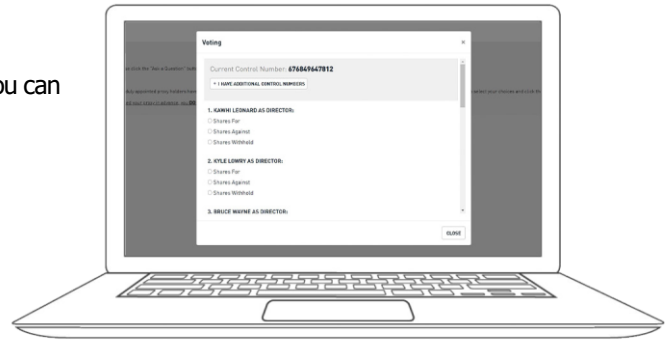 ou can
Voting ×
Current Control Number: 676849647812
I HAVE ADDITIONAL CONTROL NUMBERS
1. KAWHI LEONARD AS DIRECTOR:
Shares For
Shares Against
Shares Withheld
2. KYLE LOWRY AS DIRECTOR:
Shares For
Shares Against
Shares Withheld
3. BRUCE WAYNE AS DIRECTOR:
CLOSE